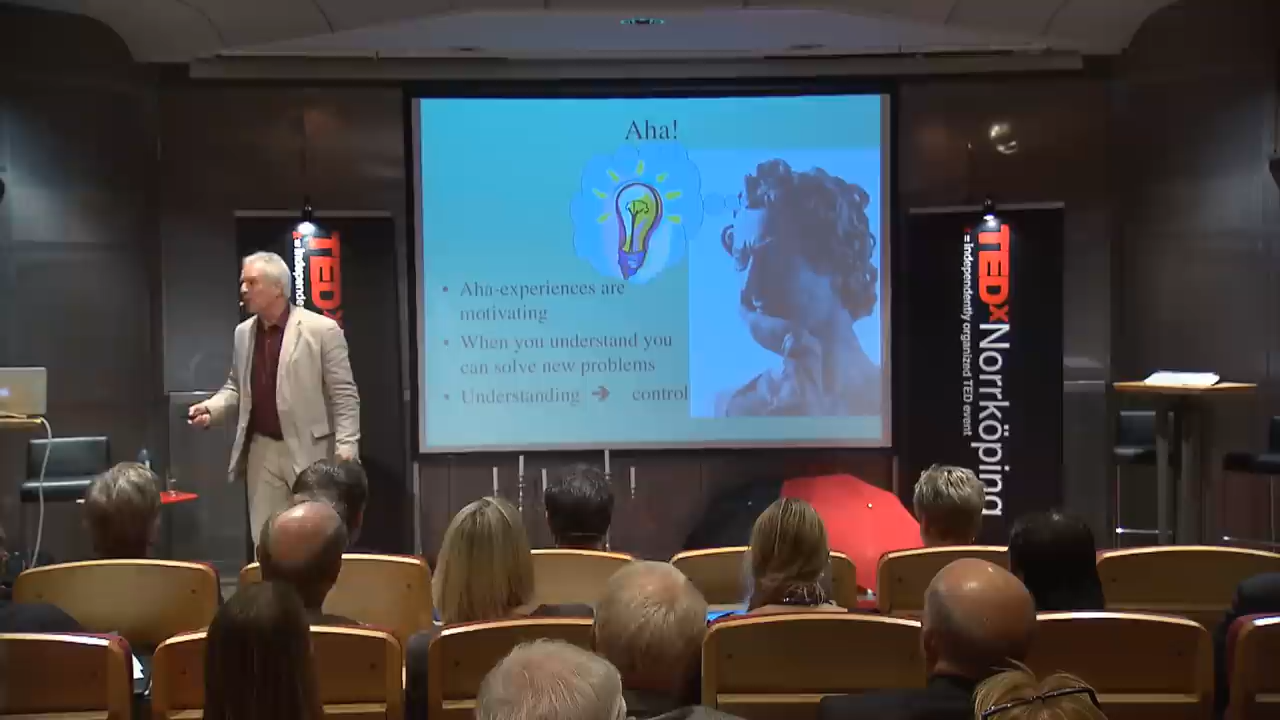 Aha!
• Aha-experiences are
motivating
• When you understand you
can solve new problems
• Understanding ➔ control
TEDx
x = independe
TEDxNorrköping
x = independently organized TED event